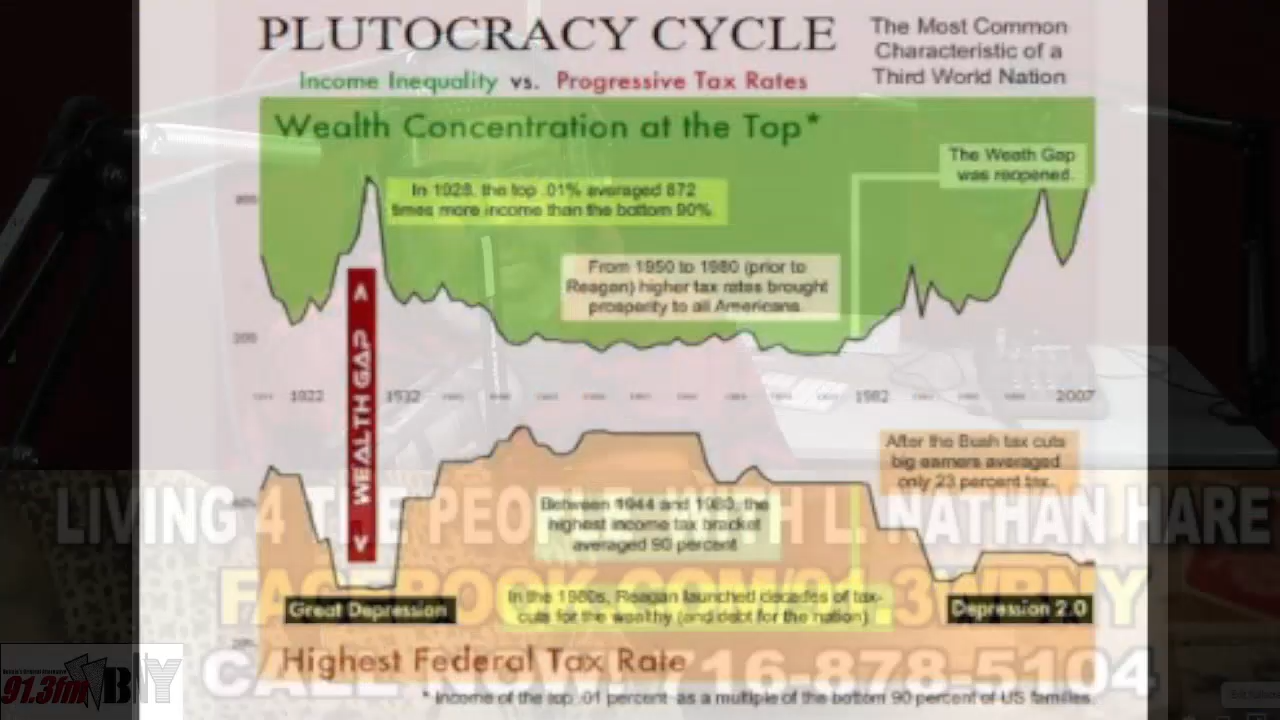 PLUTOCRACY CYCLE
The Most Common
Characteristic of a
Third World Nation
Income Inequality vs. Progressive Tax Rates
Wealth Concentration at the Top*
The Weath Gap
was reopened.
In 1928, the top .01% averaged 872
times more income than the bottom 90%
From 1950 to 1980 (prior to
Reagan) higher tax rates brought
prosperity to all Americans.
WEALTH GAP
1922
1932
1982
2007
After the Bush tax cuts
big earners averaged
only 23 percent tax.
LIVING 4 THE PEOPLE WITH L. NATHAN HARE
Between 1944 and 1963, the
highest income tax bracket
averaged 90 percent
FACEBOOK.COM/91.3WBNY
In the 1980s, Reagan launched decades of tax-
cuts for the wealthy (and debt for the nation)
Great Depression
Depression 2.0
Highest Federal Tax Rate
CALL NOW! 716-878-5104
91.3fm BNY
* Income of the top .01 percent as a multiple of the bottom 90 percent of US families.